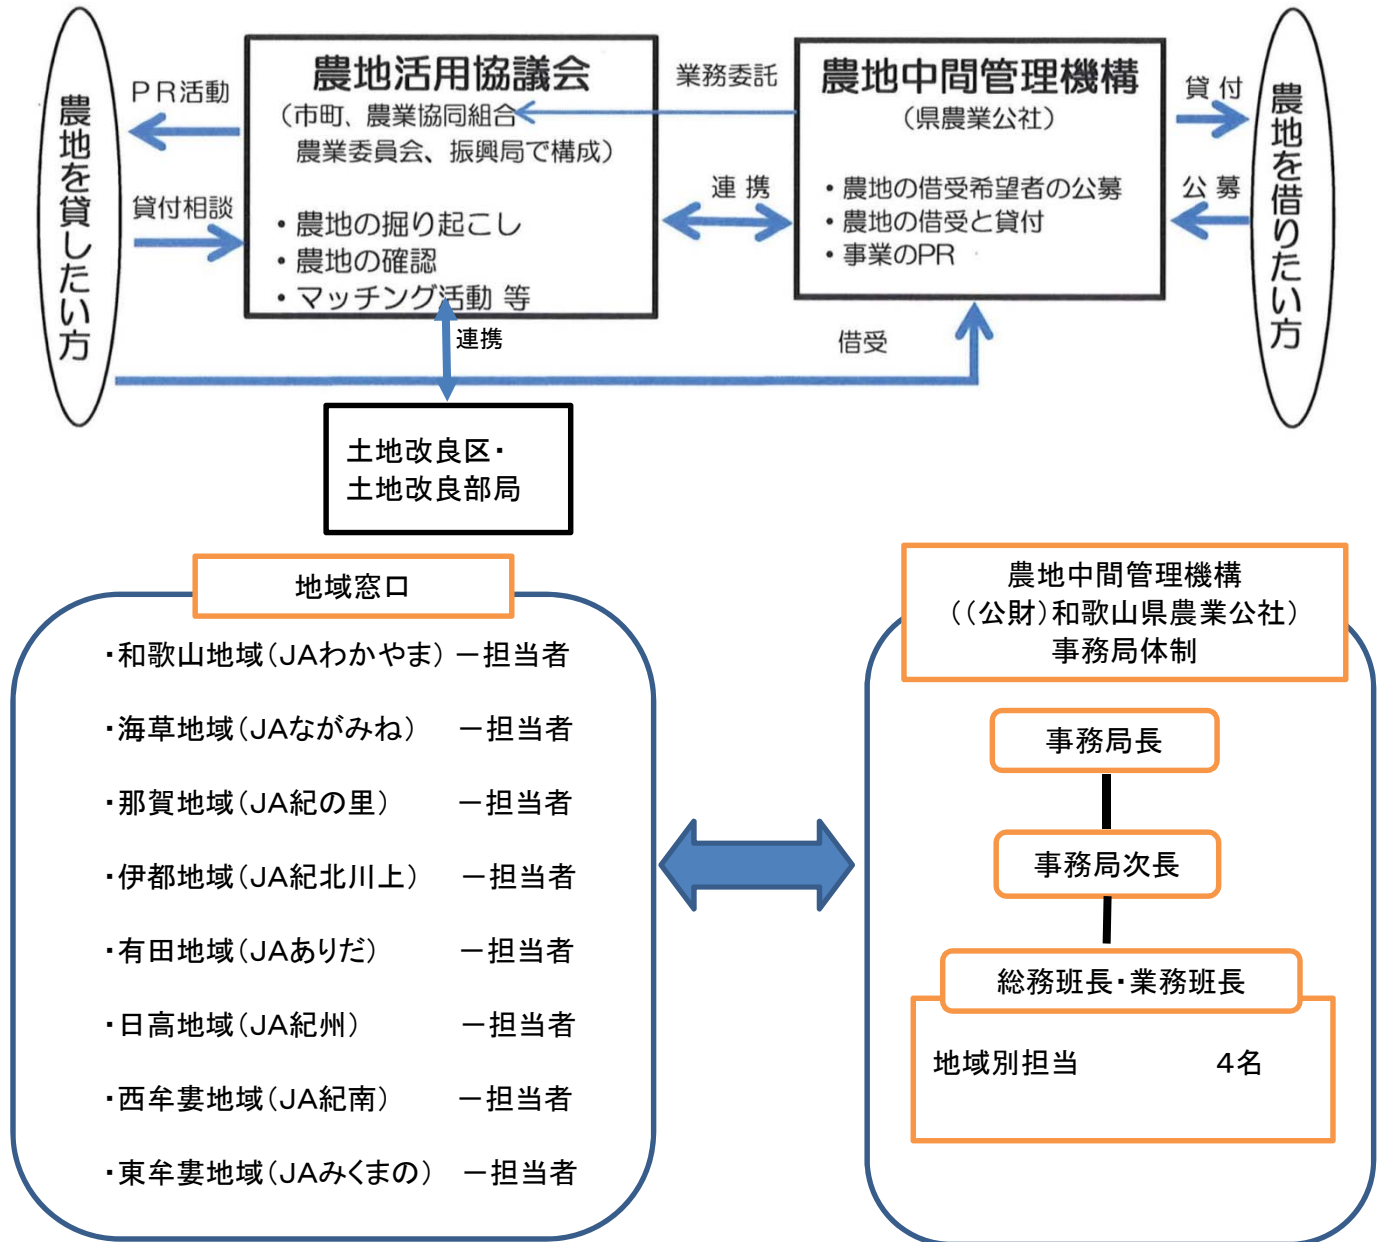 農地を貸したい方
ＰＲ活動
貸付相談
農地活用協議会
（市町、農業協同組合
農業委員会、振興局で構成）
・農地の掘り起こし
・農地の確認
・マッチング活動 等
業務委託
連 携
農地中間管理機構
（県農業公社）
・農地の借受希望者の公募
・農地の借受と貸付
・事業のPR
貸 付
公 募
農地を借りたい方
連携
借受
土地改良区・
土地改良部局
地域窓口
・和歌山地域（JAわかやま）－担当者
・海草地域（JAながみね）－担当者
・那賀地域（JA紀の里）－担当者
・伊都地域（JA紀北川上）－担当者
・有田地域（JAありだ）－担当者
・日高地域（JA紀州）－担当者
・西牟婁地域（JA紀南）－担当者
・東牟婁地域（JAみくまの）－担当者
農地中間管理機構
（（公財）和歌山県農業公社）
事務局体制
事務局長
事務局次長
総務班長・業務班長
地域別担当 ４名